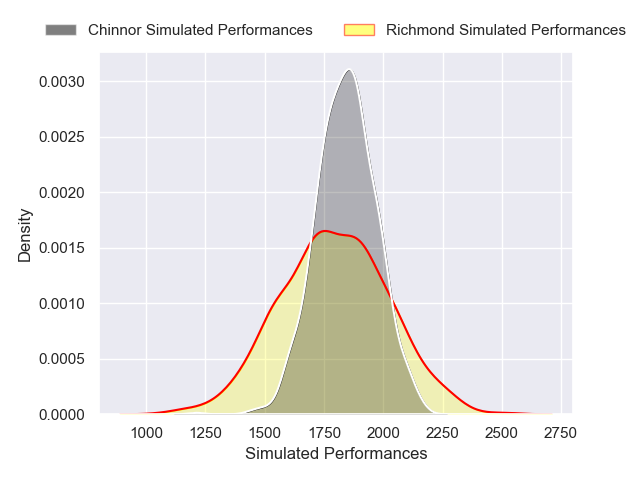 Chinnor Simulated Performances Richmond Simulated Performances
0.0030
0.0025
0.0020
0.0015
0.0010
0.0005
0.0000
Density
1000 1250 1500 1750 2000 2250 2500 2750
Simulated Performances